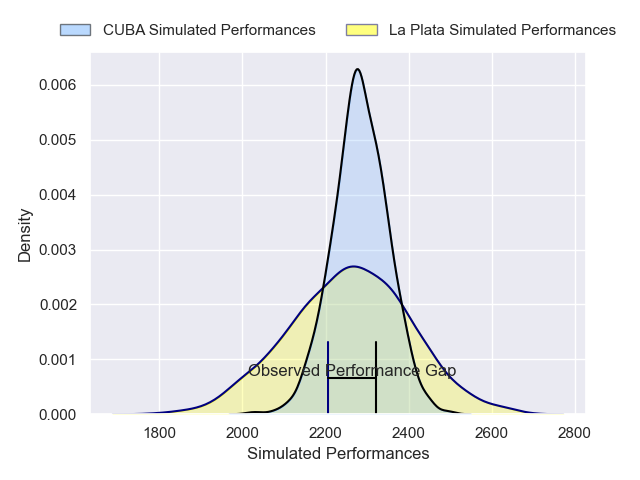 CUBA Simulated Performances La Plata Simulated Performances
0.006
0.005
0.004
0.003
0.002
0.001
0.000
Density
Observed Performance Gap
1800 2000 2200 2400 2600 2800
Simulated Performances